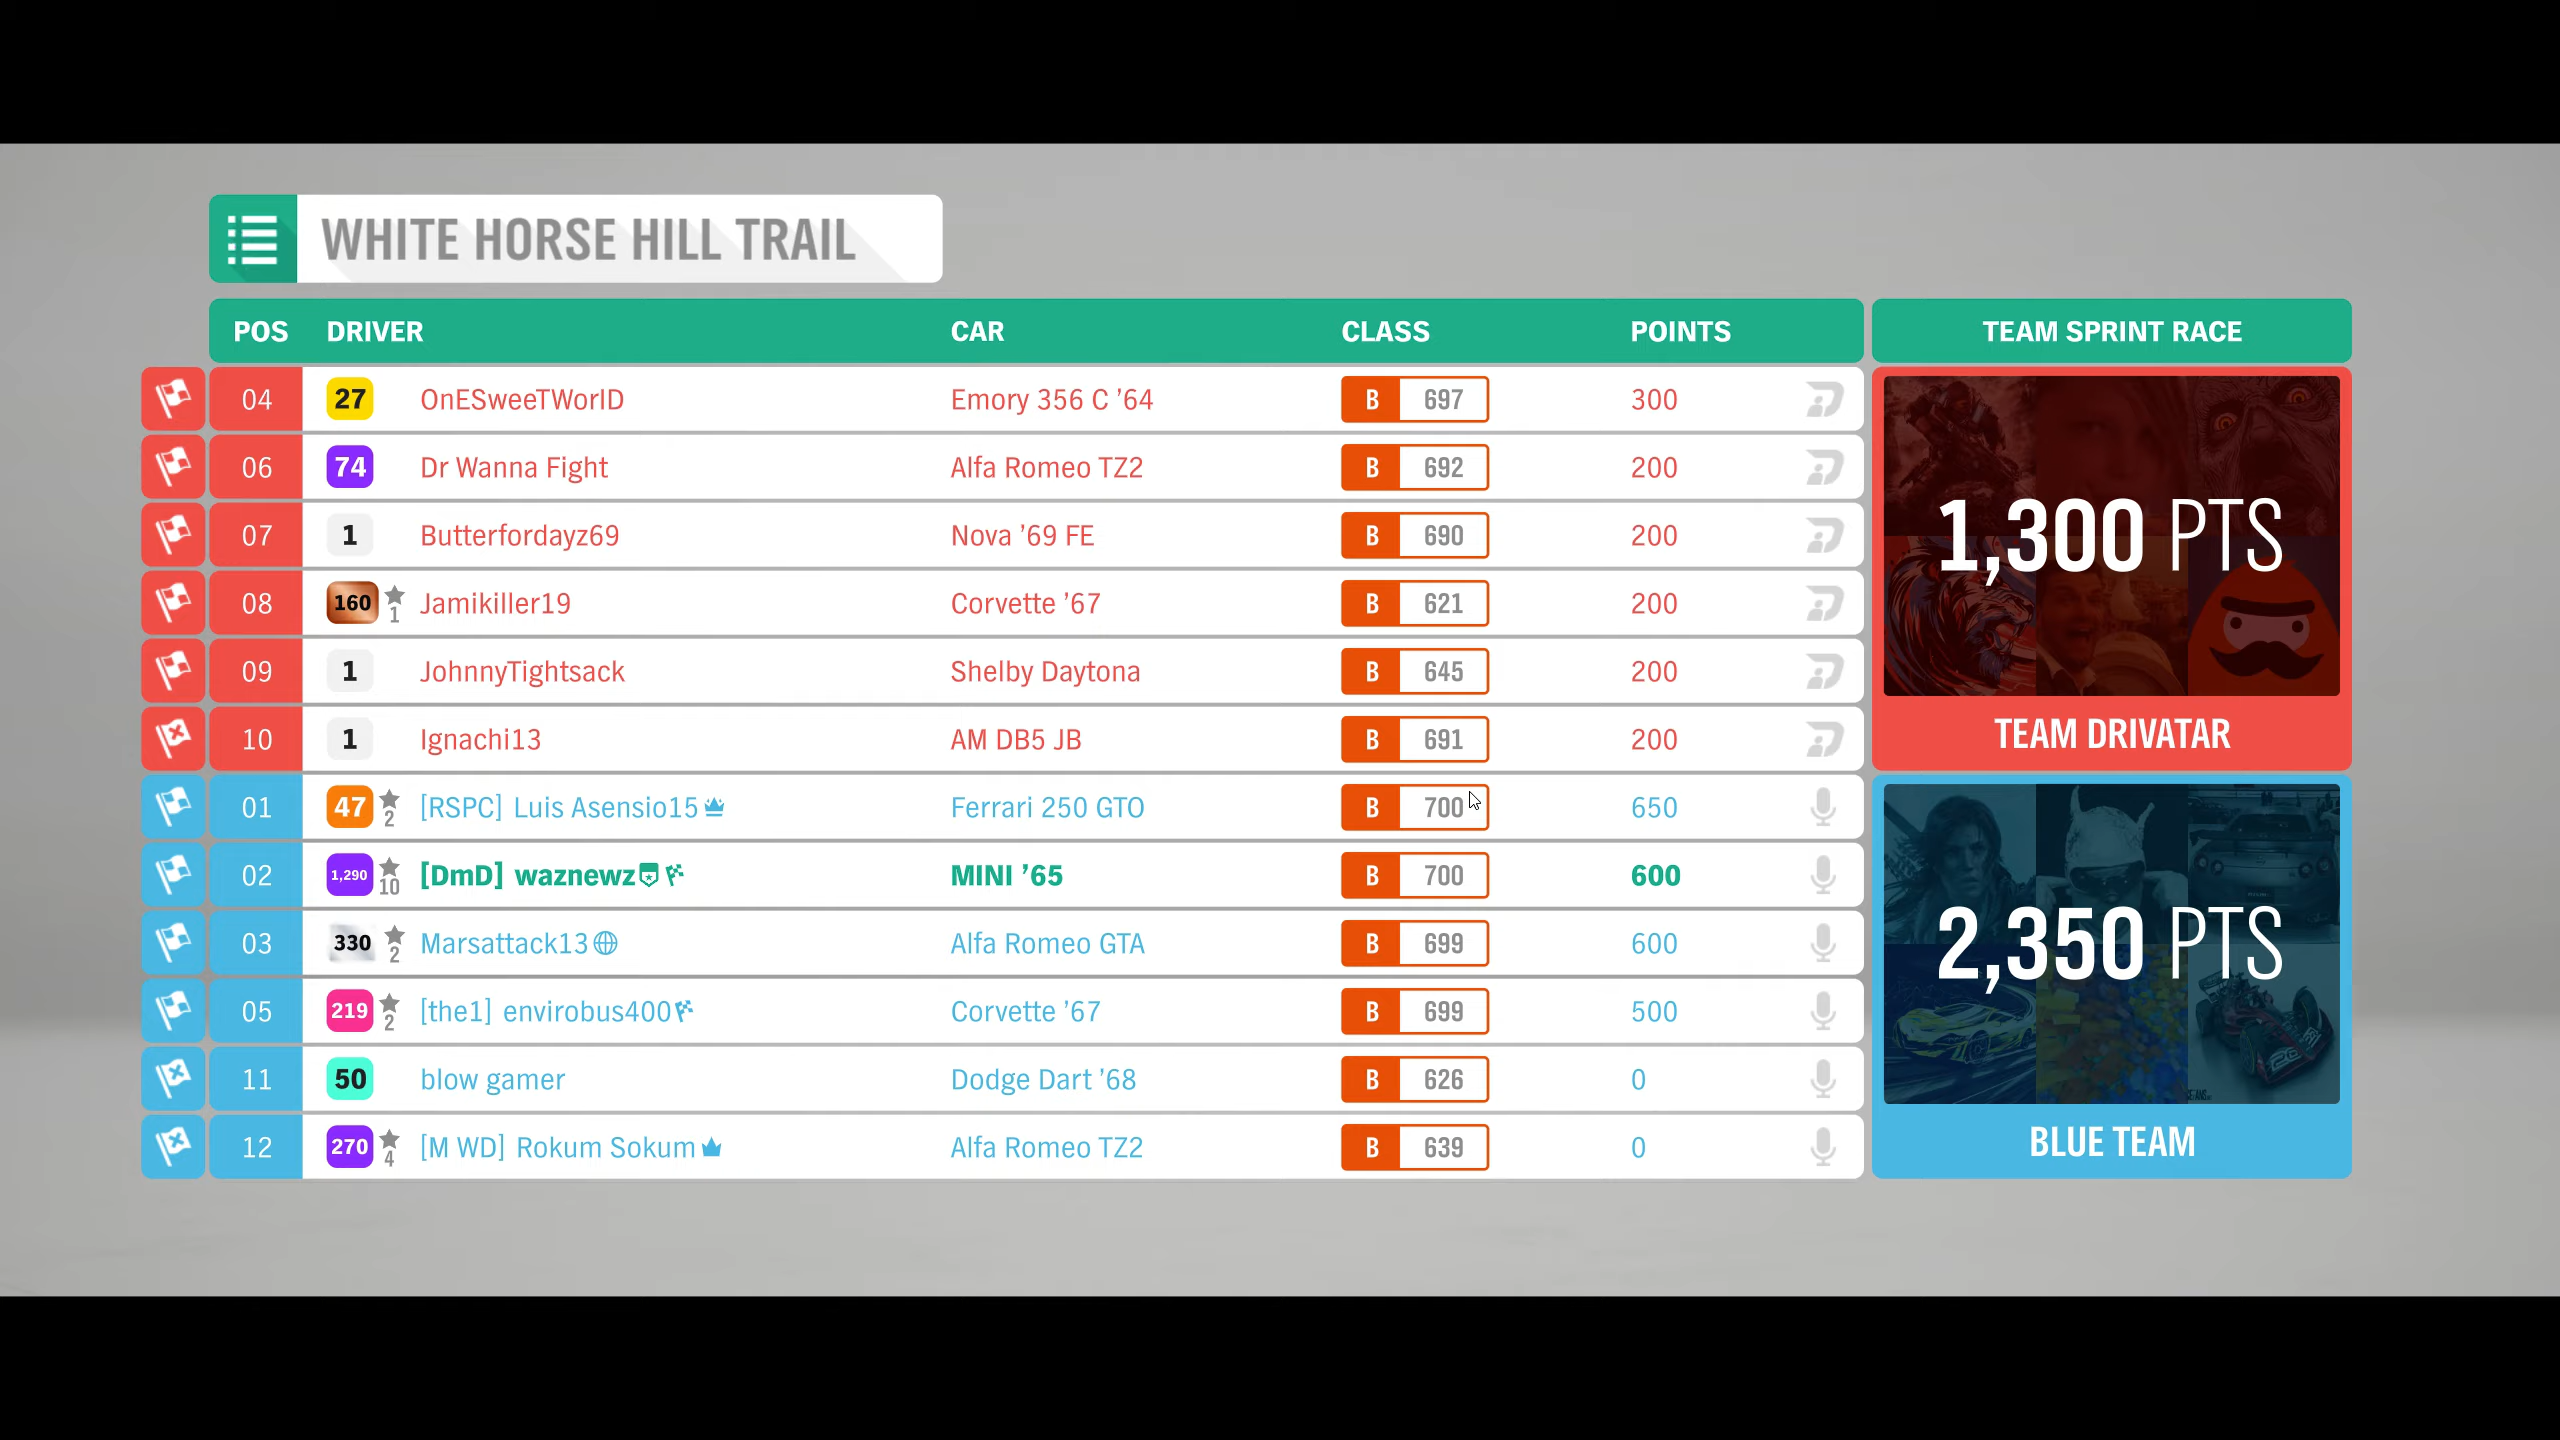 WHITE HORSE HILL TRAIL
POS DRIVER CAR CLASS POINTS TEAM SPRINT RACE
04 27 OnESweeTWorlD Emory 356 C ’64 B 697 300
06 74 Dr Wanna Fight Alfa Romeo TZ2 B 692 200
07 1 Butterfordayz69 Nova ’69 FE B 690 200
08 160 1 Jamikiller19 Corvette ’67 B 621 200
09 1 JohnnyTightsack Shelby Daytona B 645 200
10 1 Ignachi13 AM DB5 JB B 691 200
1,300 PTS
TEAM DRIVATAR
01 47 2 [RSPC] Luis Asensio15 Ferrari 250 GTO B 700 650
02 1,290 10 [DmD] waznewz MINI ’65 B 700 600
03 330 2 Marsattack13 Alfa Romeo GTA B 699 600
05 219 2 [the1] envirobus400 Corvette ’67 B 699 500
11 50 blow gamer Dodge Dart ’68 B 626 0
12 270 4 [M WD] Rokum Sokum Alfa Romeo TZ2 B 639 0
2,350 PTS
BLUE TEAM